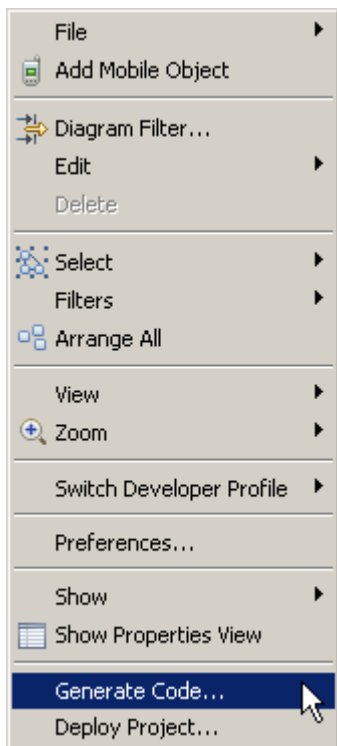 File
Add Mobile Object
Diagram Filter...
Edit
Delete
Select
Filters
Arrange All
View
Zoom
Switch Developer Profile
Preferences...
Show
Show Properties View
Generate Code...
Deploy Project...